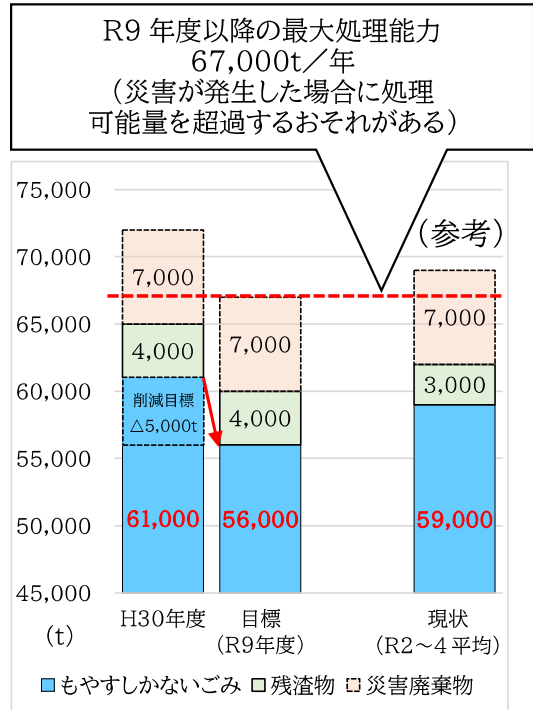 R9年度以降の最大処理能力
67,000t／年
（災害が発生した場合に処理
可能量を超過するおそれがある）
75,000
70,000
65,000
60,000
55,000
50,000
45,000
(t)
(参考)
7,000
4,000
削減目標
△5,000t
61,000
7,000
4,000
56,000
7,000
3,000
59,000
H30年度
目標
（R9年度）
現状
（R2～4平均）
もやすしかないごみ 残渣物 災害廃棄物